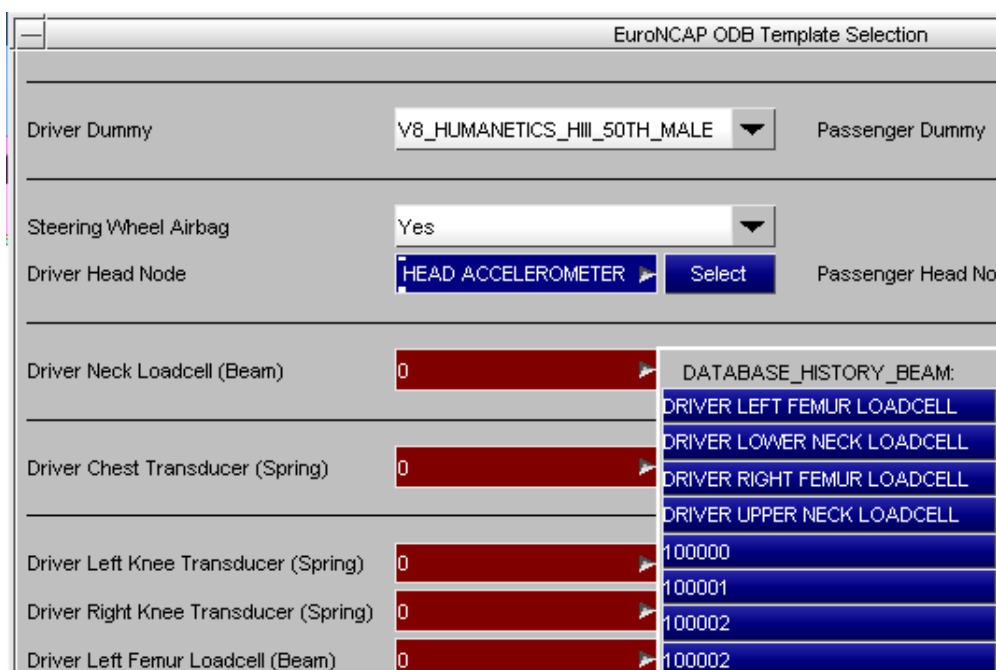 EuroNCAP ODB Template Selection
Driver Dummy V8_HUMANETICS_HIII_50TH_MALE Passenger Dummy
Steering Wheel Airbag Yes
Driver Head Node HEAD ACCELEROMETER Select Passenger Head No
Driver Neck Loadcell (Beam) 0 DATABASE_HISTORY_BEAM:
DRIVER LEFT FEMUR LOADCELL
DRIVER LOWER NECK LOADCELL
Driver Chest Transducer (Spring) 0 DRIVER RIGHT FEMUR LOADCELL
DRIVER UPPER NECK LOADCELL
Driver Left Knee Transducer (Spring) 0 100000
100001
Driver Right Knee Transducer (Spring) 0 100002
Driver Left Femur Loadcell (Beam) 0 100002